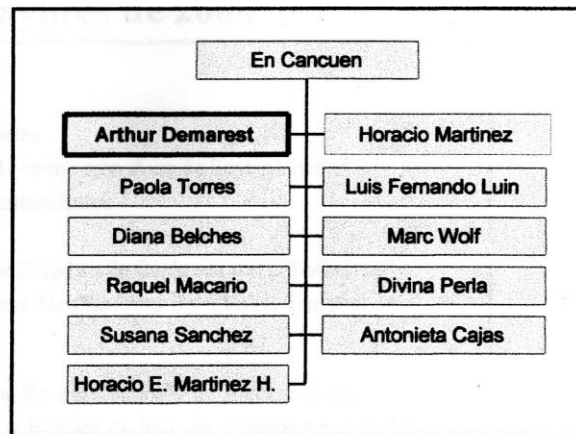 En Cancuen
Arthur Demarest
Horacio Martinez
Paola Torres
Luis Fernando Luin
Diana Belches
Marc Wolf
Raquel Macario
Divina Perla
Susana Sanchez
Antonieta Cajas
Horacio E. Martinez H.